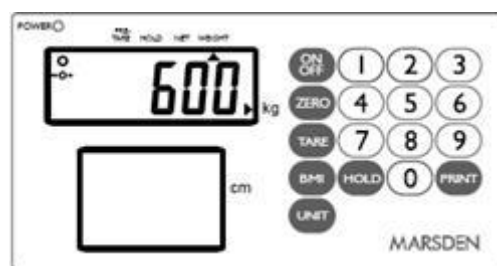 POWER
PRE-TARE HOLD NET WEIGHT
600 kg
cm
ON OFF 1 2 3
ZERO 4 5 6
TARE 7 8 9
BMI HOLD 0 PRINT
UNIT
MARSDEN